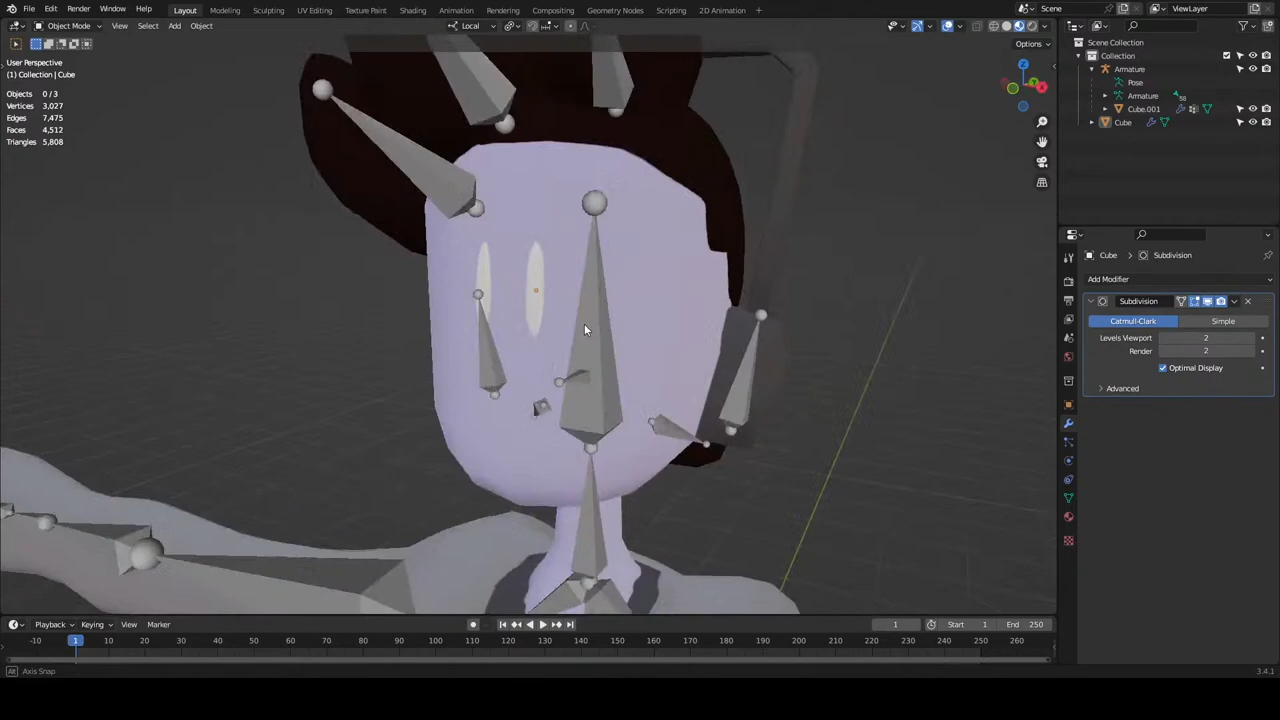 File Edit Render Window Help Layout Modeling Sculpting UV Editing Texture Paint Shading Animation Rendering Compositing Geometry Nodes Scripting 2D Animation + Scene ViewLayer
Object Mode View Select Add Object Local
Options
User Perspective
(1) Collection | Cube
Objects 0/3
Vertices 3,027
Edges 7,475
Faces 4,512
Triangles 5,808
Z
Scene Collection
Collection
Armature
Pose
Armature 58
Cube.001
Cube
Cube Subdivision
Add Modifier
Subdivision
Catmull-Clark Simple
Levels Viewport 2
Render 2
Optimal Display
Advanced
Playback Keying View Marker 1 Start 1 End 250
-10 1 10 20 30 40 50 60 70 80 90 100 110 120 130 140 150 160 170 180 190 200 210 220 230 240 250 260
Alt Axis Snap 3.4.1